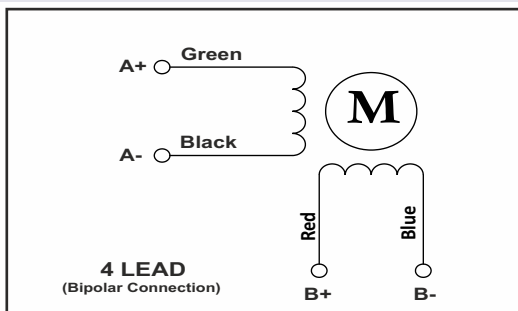 A+ Green
M
A- Black
Red
Blue
4 LEAD
(Bipolar Connection)
B+ B-